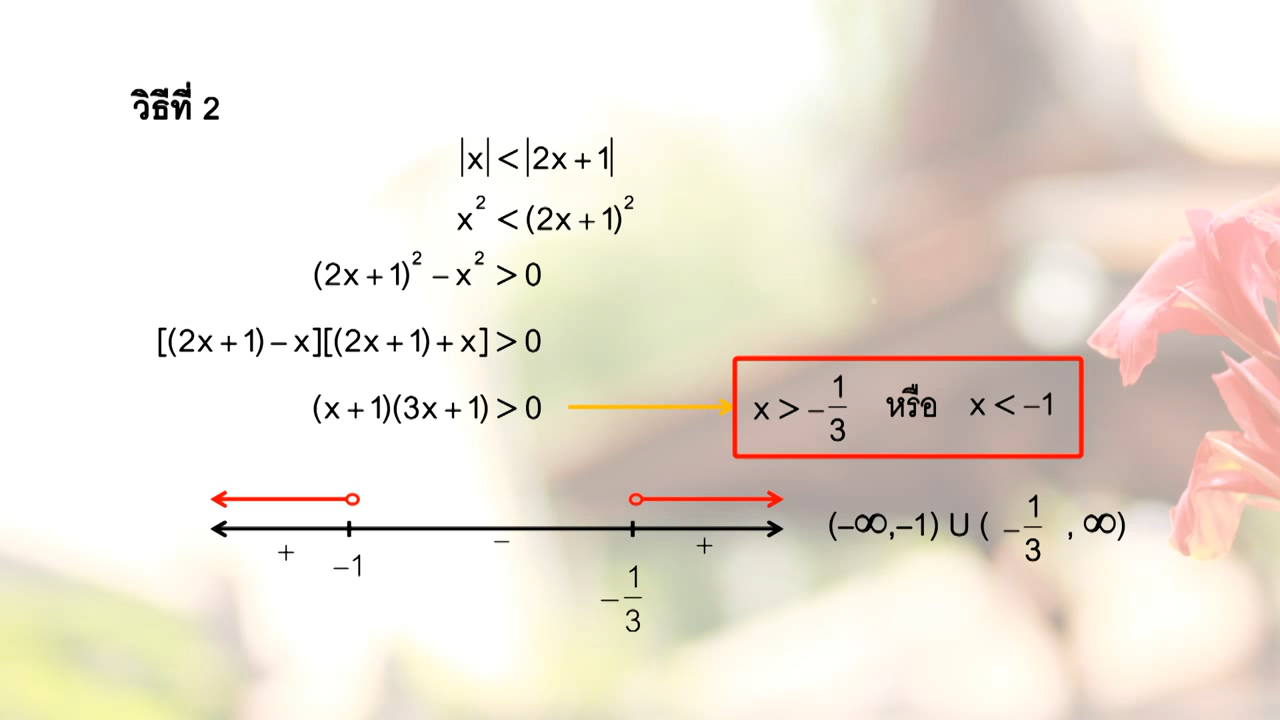 วิธีที่ 2
|x| < |2x + 1|
x² < (2x + 1)²
(2x + 1)² − x² > 0
[(2x + 1) − x][(2x + 1) + x] > 0
(x + 1)(3x + 1) > 0
x > −1/3 หรือ x < −1
+ −1 − −1/3 +
(−∞,−1) ∪ ( −1/3 , ∞)